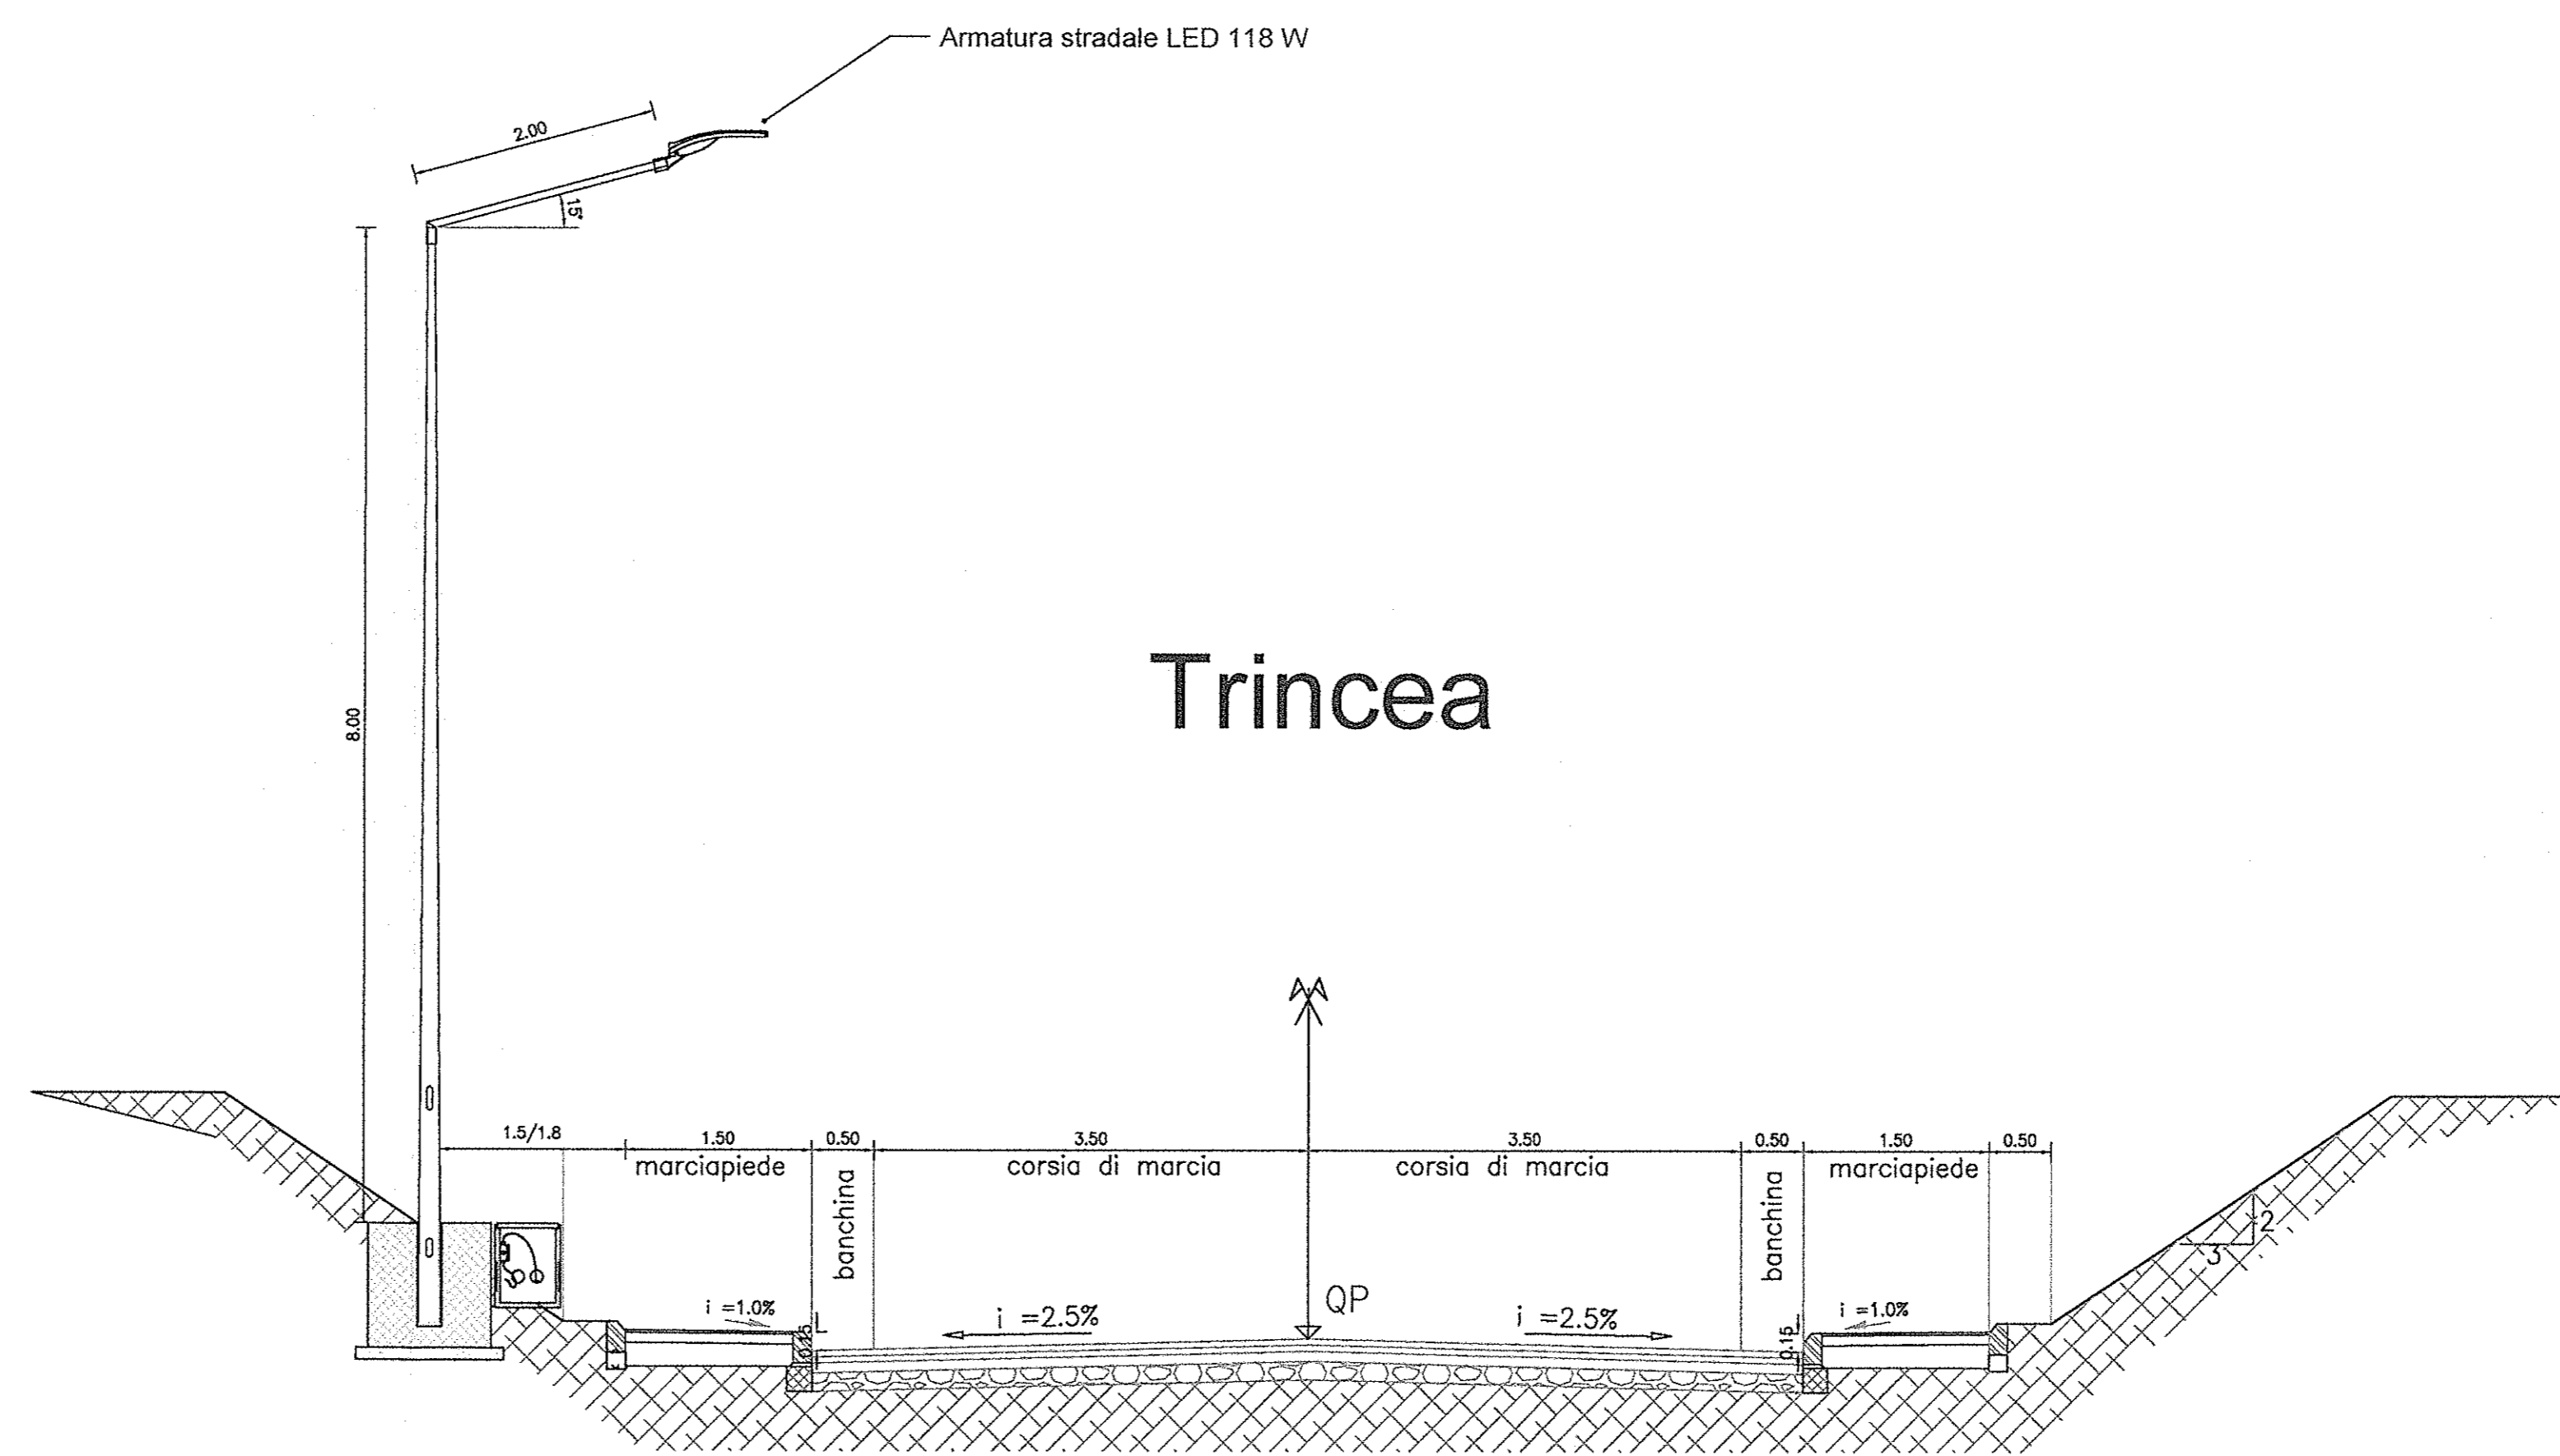 Armatura stradale LED 118 W
2.00
15°
8.00
Trincea
1.5/1.8
1.50
0.50
3.50
3.50
0.50
1.50
0.50
marciapiede
corsia di marcia
corsia di marcia
marciapiede
banchina
banchina
2
3
QP
i =1.0%
i =2.5%
i =2.5%
i =1.0%
0.15
0.15